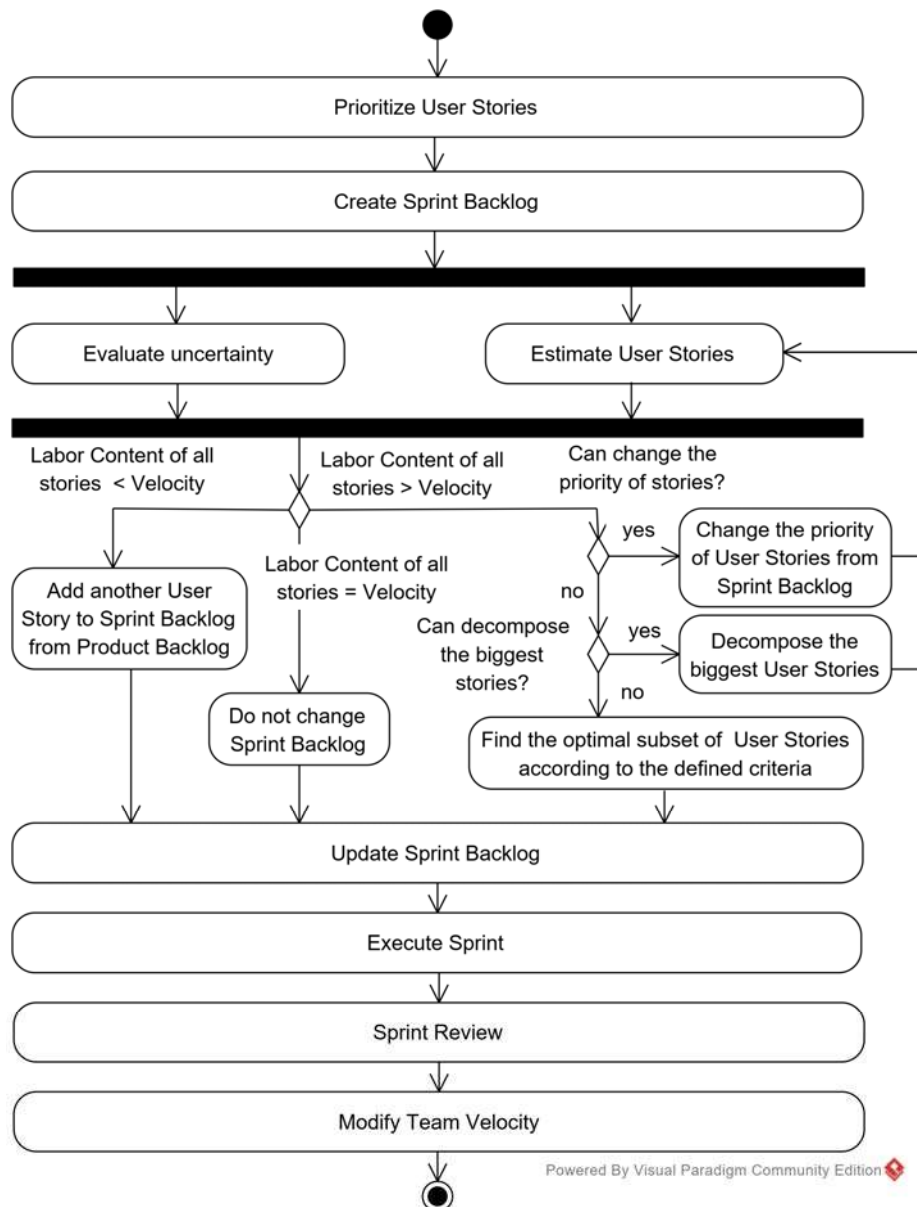 Prioritize User Stories
Create Sprint Backlog
Evaluate uncertainty
Estimate User Stories
Labor Content of all
stories < Velocity
Labor Content of all
stories > Velocity
Can change the
priority of stories?
yes
Change the priority
of User Stories from
Sprint Backlog
Add another User
Story to Sprint Backlog
from Product Backlog
Labor Content of all
stories = Velocity
no
Can decompose
the biggest
stories?
yes
Decompose the
biggest User Stories
no
Do not change
Sprint Backlog
Find the optimal subset of User Stories
according to the defined criteria
Update Sprint Backlog
Execute Sprint
Sprint Review
Modify Team Velocity
Powered By Visual Paradigm Community Edition